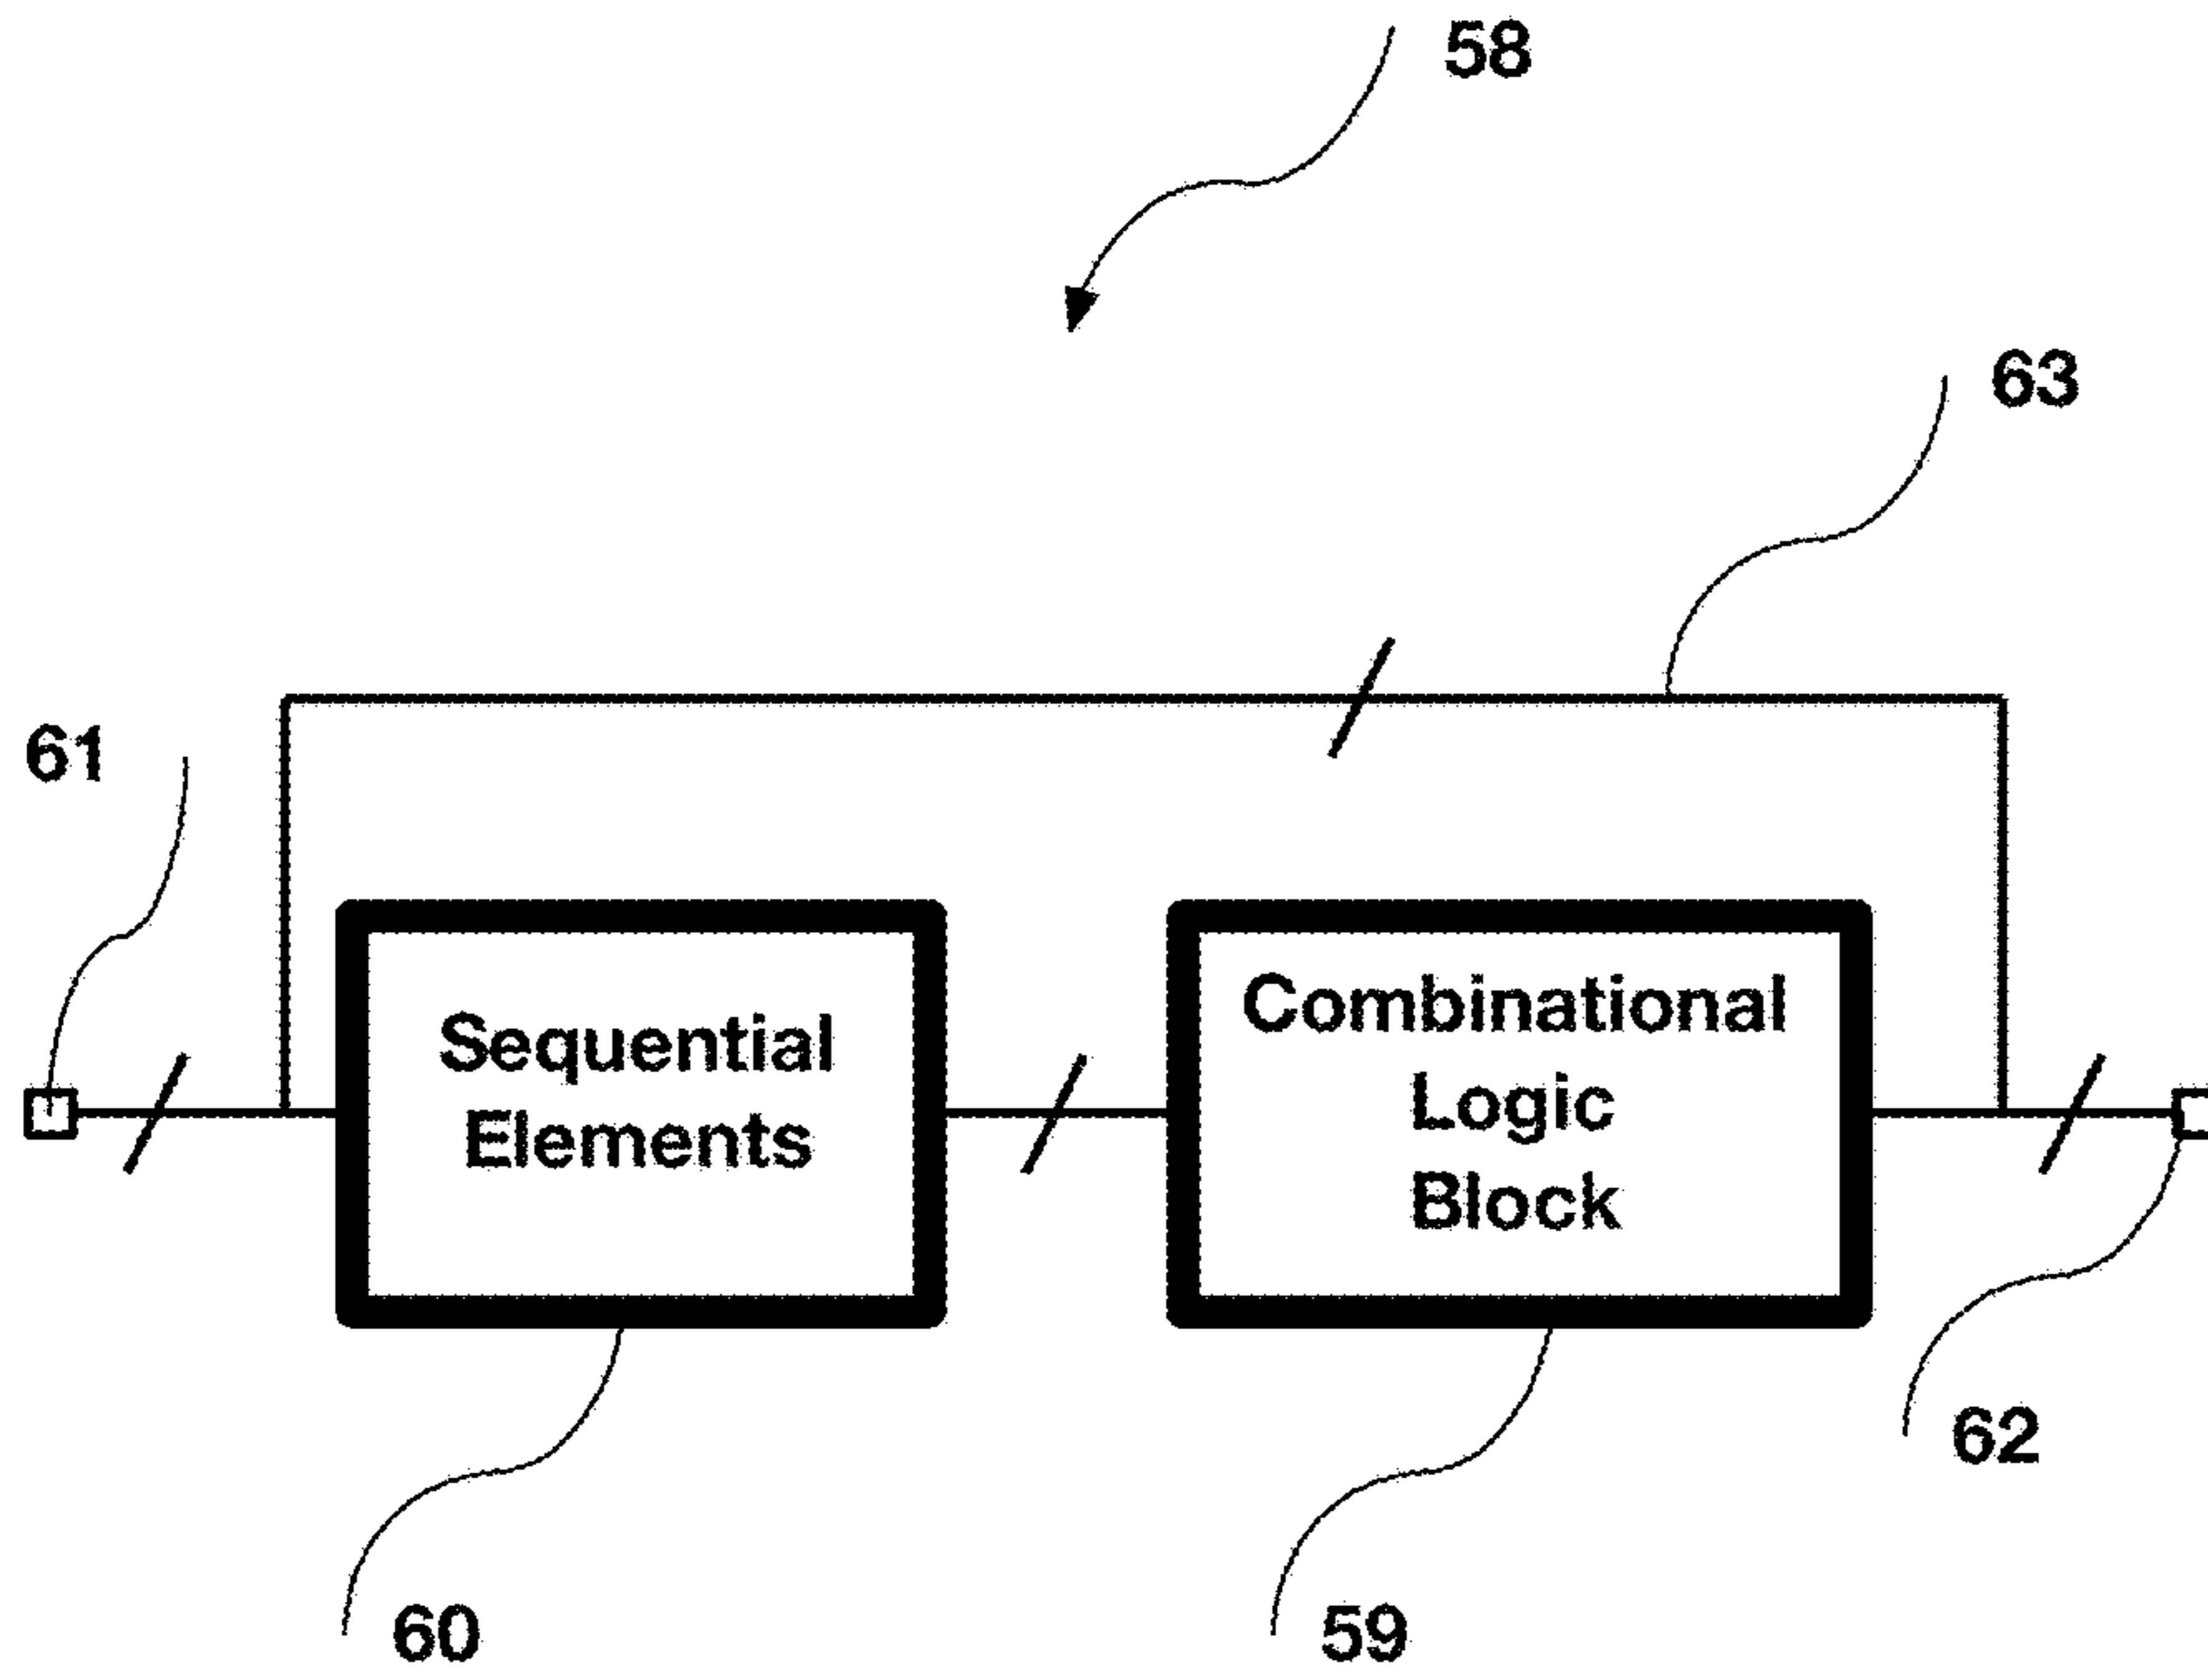 58
63
61
Sequential
Elements
Combinational
Logic
Block
62
60
59